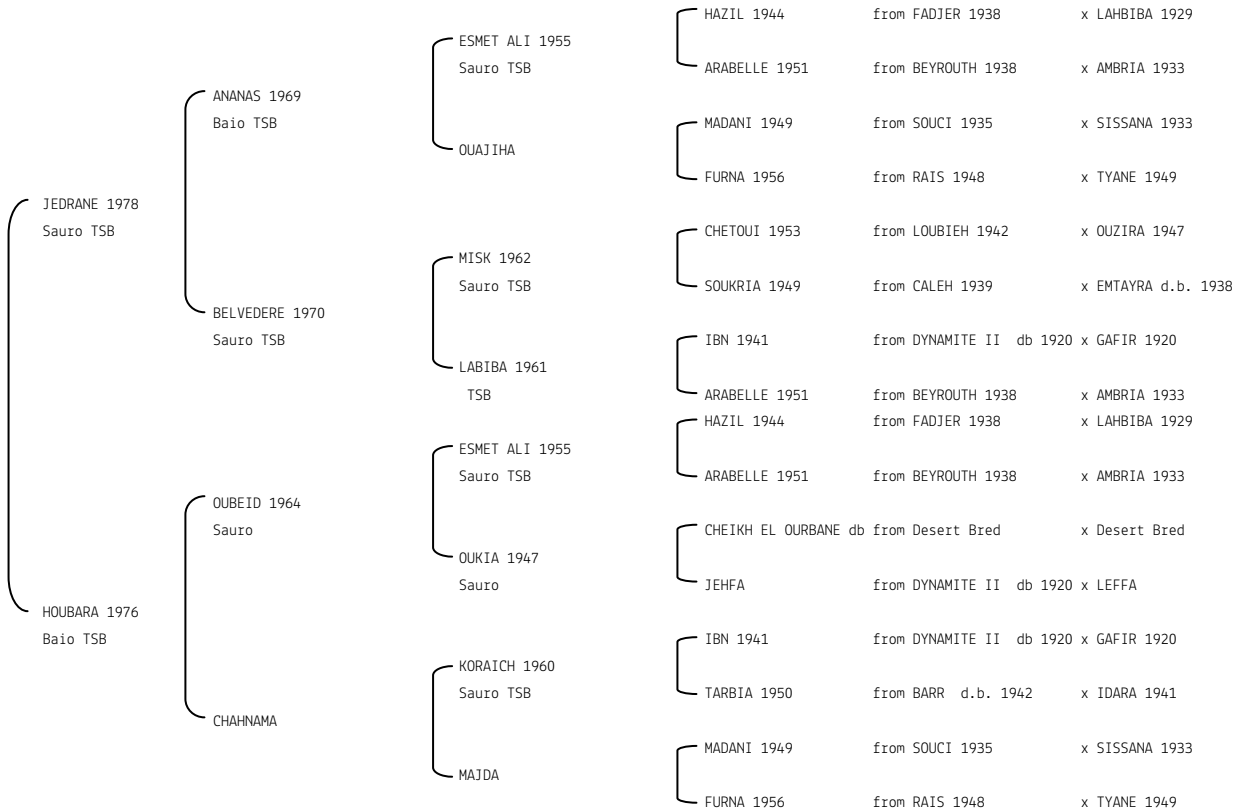 HAZIL 1944 from FADJER 1938 x LAHBIBA 1929
ESMET ALI 1955
Sauro TSB ARABELLE 1951 from BEYROUTH 1938 x AMBRIA 1933
ANANAS 1969
Baio TSB MADANI 1949 from SOUCI 1935 x SISSANA 1933
OUAJIHA
FURNA 1956 from RAIS 1948 x TYANE 1949
JEDRANE 1978
Sauro TSB CHETOUI 1953 from LOUBIEH 1942 x OUZIRA 1947
MISK 1962
Sauro TSB SOUKRIA 1949 from CALEH 1939 x EMTAYRA d.b. 1938
BELVEDERE 1970
Sauro TSB IBN 1941 from DYNAMITE II db 1920 x GAFIR 1920
LABIBA 1961
TSB ARABELLE 1951 from BEYROUTH 1938 x AMBRIA 1933
HAZIL 1944 from FADJER 1938 x LAHBIBA 1929
ESMET ALI 1955
Sauro TSB ARABELLE 1951 from BEYROUTH 1938 x AMBRIA 1933
OUBEID 1964
Sauro CHEIKH EL OURBANE db from Desert Bred x Desert Bred
OUKIA 1947
Sauro JEHFA from DYNAMITE II db 1920 x LEFFA
HOUBARA 1976
Baio TSB IBN 1941 from DYNAMITE II db 1920 x GAFIR 1920
KORAICH 1960
Sauro TSB TARBIA 1950 from BARR d.b. 1942 x IDARA 1941
CHAHNAMA
MADANI 1949 from SOUCI 1935 x SISSANA 1933
MAJDA
FURNA 1956 from RAIS 1948 x TYANE 1949